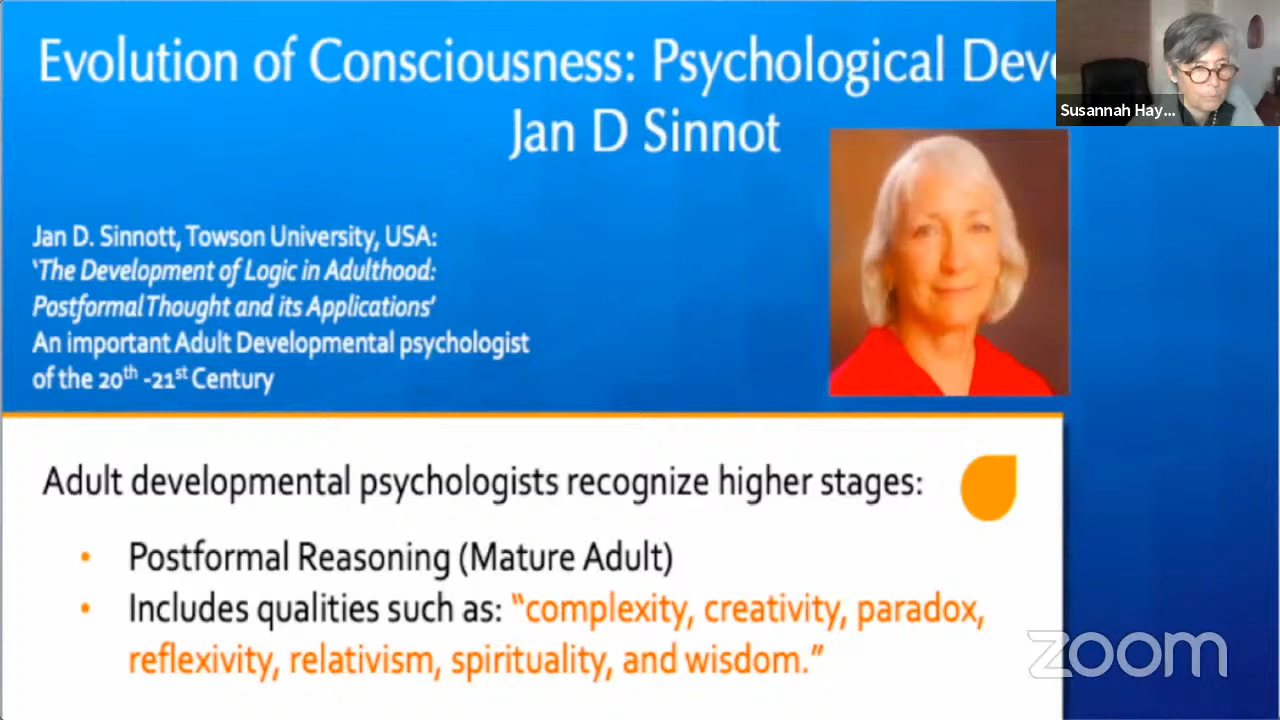 Evolution of Consciousness: Psychological Deve
Jan D Sinnot
Susannah Hay...
Jan D. Sinnott, Towson University, USA:
‘The Development of Logic in Adulthood:
Postformal Thought and its Applications’
An important Adult Developmental psychologist
of the 20th -21st Century
Adult developmental psychologists recognize higher stages:
• Postformal Reasoning (Mature Adult)
• Includes qualities such as: “complexity, creativity, paradox,
reflexivity, relativism, spirituality, and wisdom.”
zoom